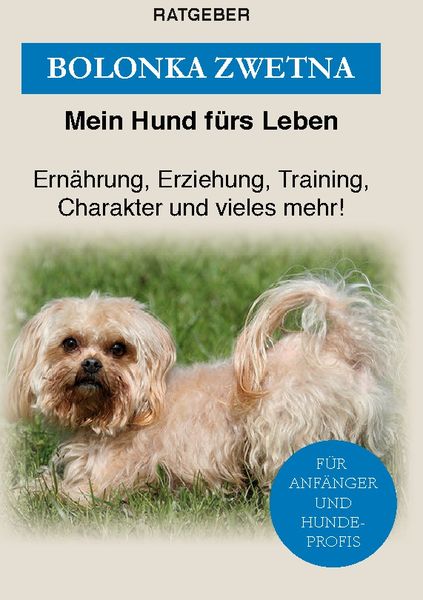 RATGEBER
BOLONKA ZWETNA
Mein Hund fürs Leben
Ernährung, Erziehung, Training,
Charakter und vieles mehr!
FÜR
ANFÄNGER
UND
HUNDE-
PROFIS